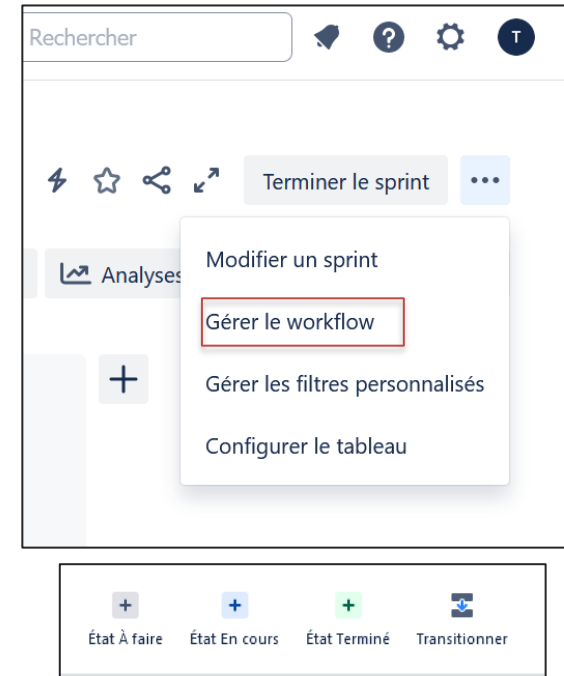 Rechercher
T
Terminer le sprint
Analyses
Modifier un sprint
Gérer le workflow
Gérer les filtres personnalisés
Configurer le tableau
État À faire
État En cours
État Terminé
Transitionner